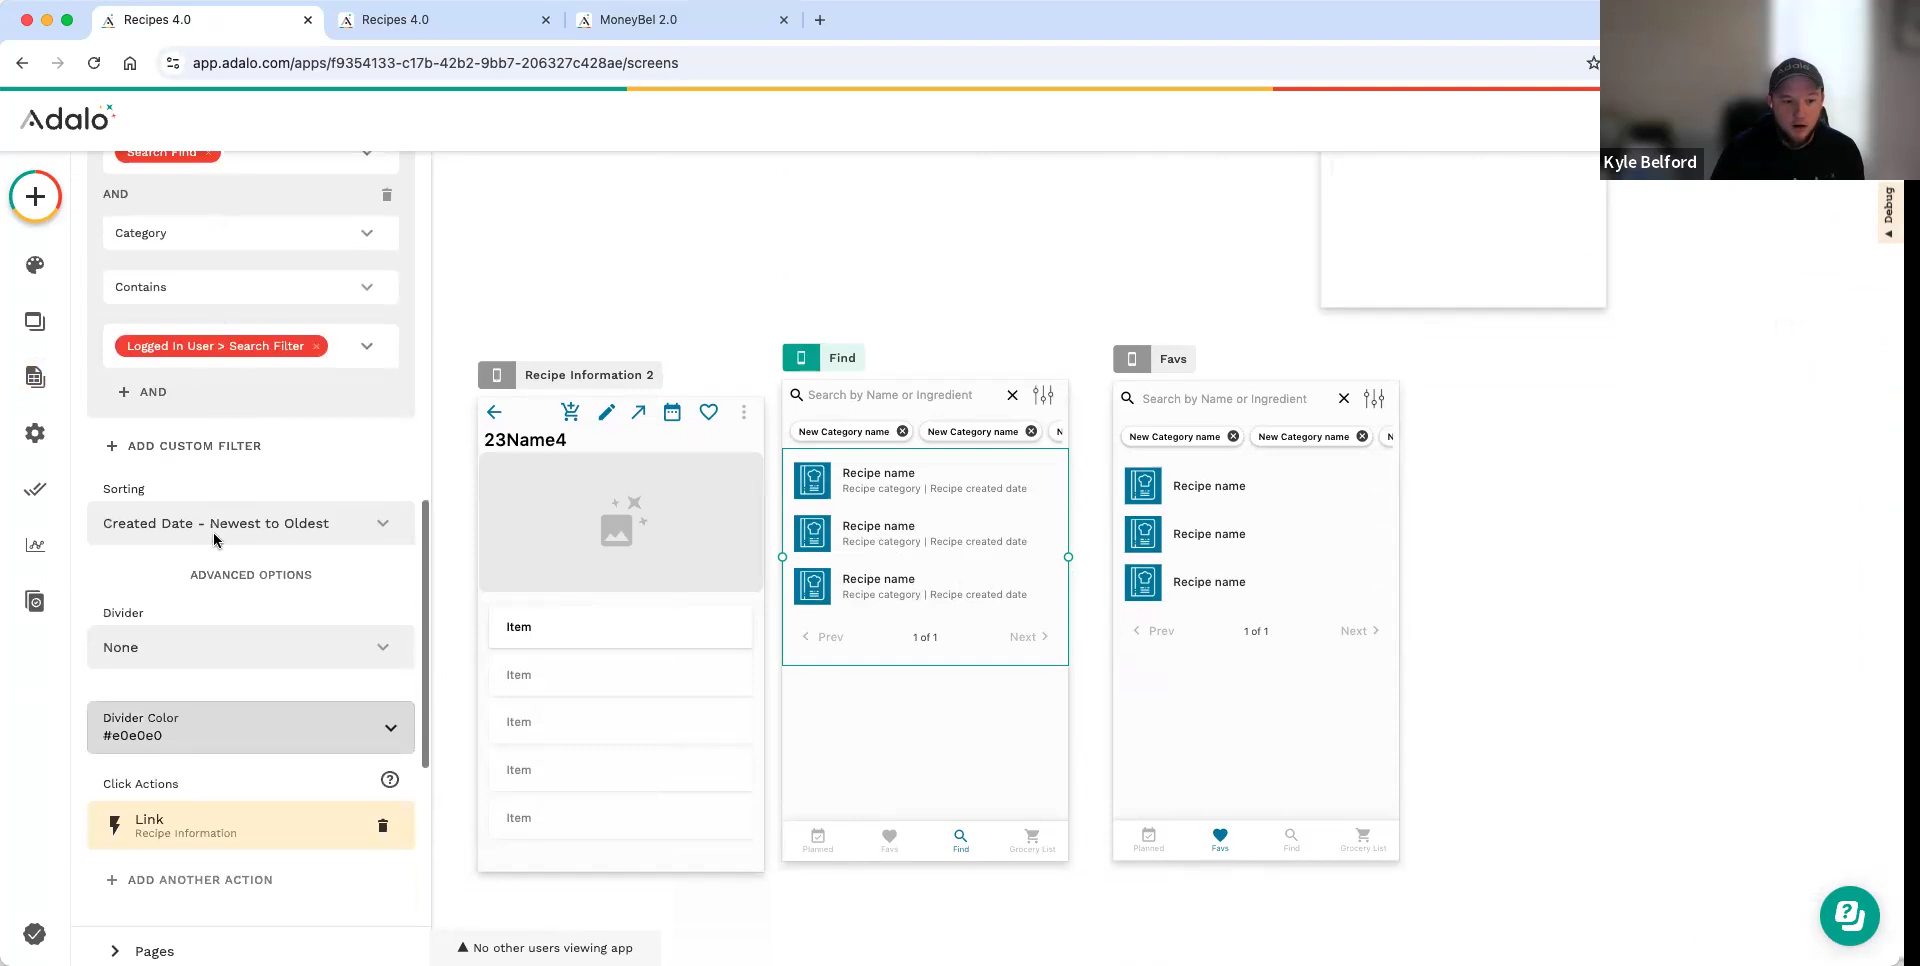 Recipes 4.0
Recipes 4.0
MoneyBel 2.0
app.adalo.com/apps/f9354133-c17b-42b2-9bb7-206327c428ae/screens
Adalo
Kyle Belford
Debug
Search Find
AND
Category
Contains
Logged In User > Search Filter
AND
ADD CUSTOM FILTER
Sorting
Created Date - Newest to Oldest
ADVANCED OPTIONS
Divider
None
Divider Color
#e0e0e0
Click Actions
Link
Recipe Information
ADD ANOTHER ACTION
Pages
Recipe Information 2
23Name4
Item
Item
Item
Item
Item
Find
Search by Name or Ingredient
New Category name
New Category name
N
Recipe name
Recipe category | Recipe created date
Recipe name
Recipe category | Recipe created date
Recipe name
Recipe category | Recipe created date
Prev 1 of 1 Next
Planned Favs Find Grocery List
Favs
Search by Name or Ingredient
New Category name
New Category name
N
Recipe name
Recipe name
Recipe name
Prev 1 of 1 Next
Planned Favs Find Grocery List
No other users viewing app